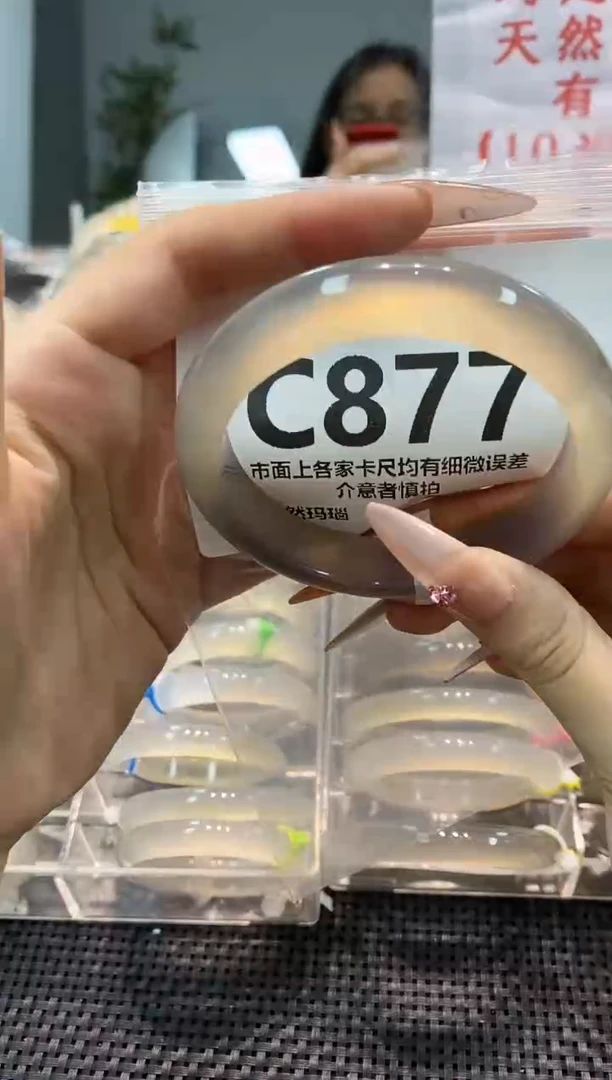 天然
有
(10
C877
市面上各家卡尺均有细微误差
介意者慎拍
然玛瑙